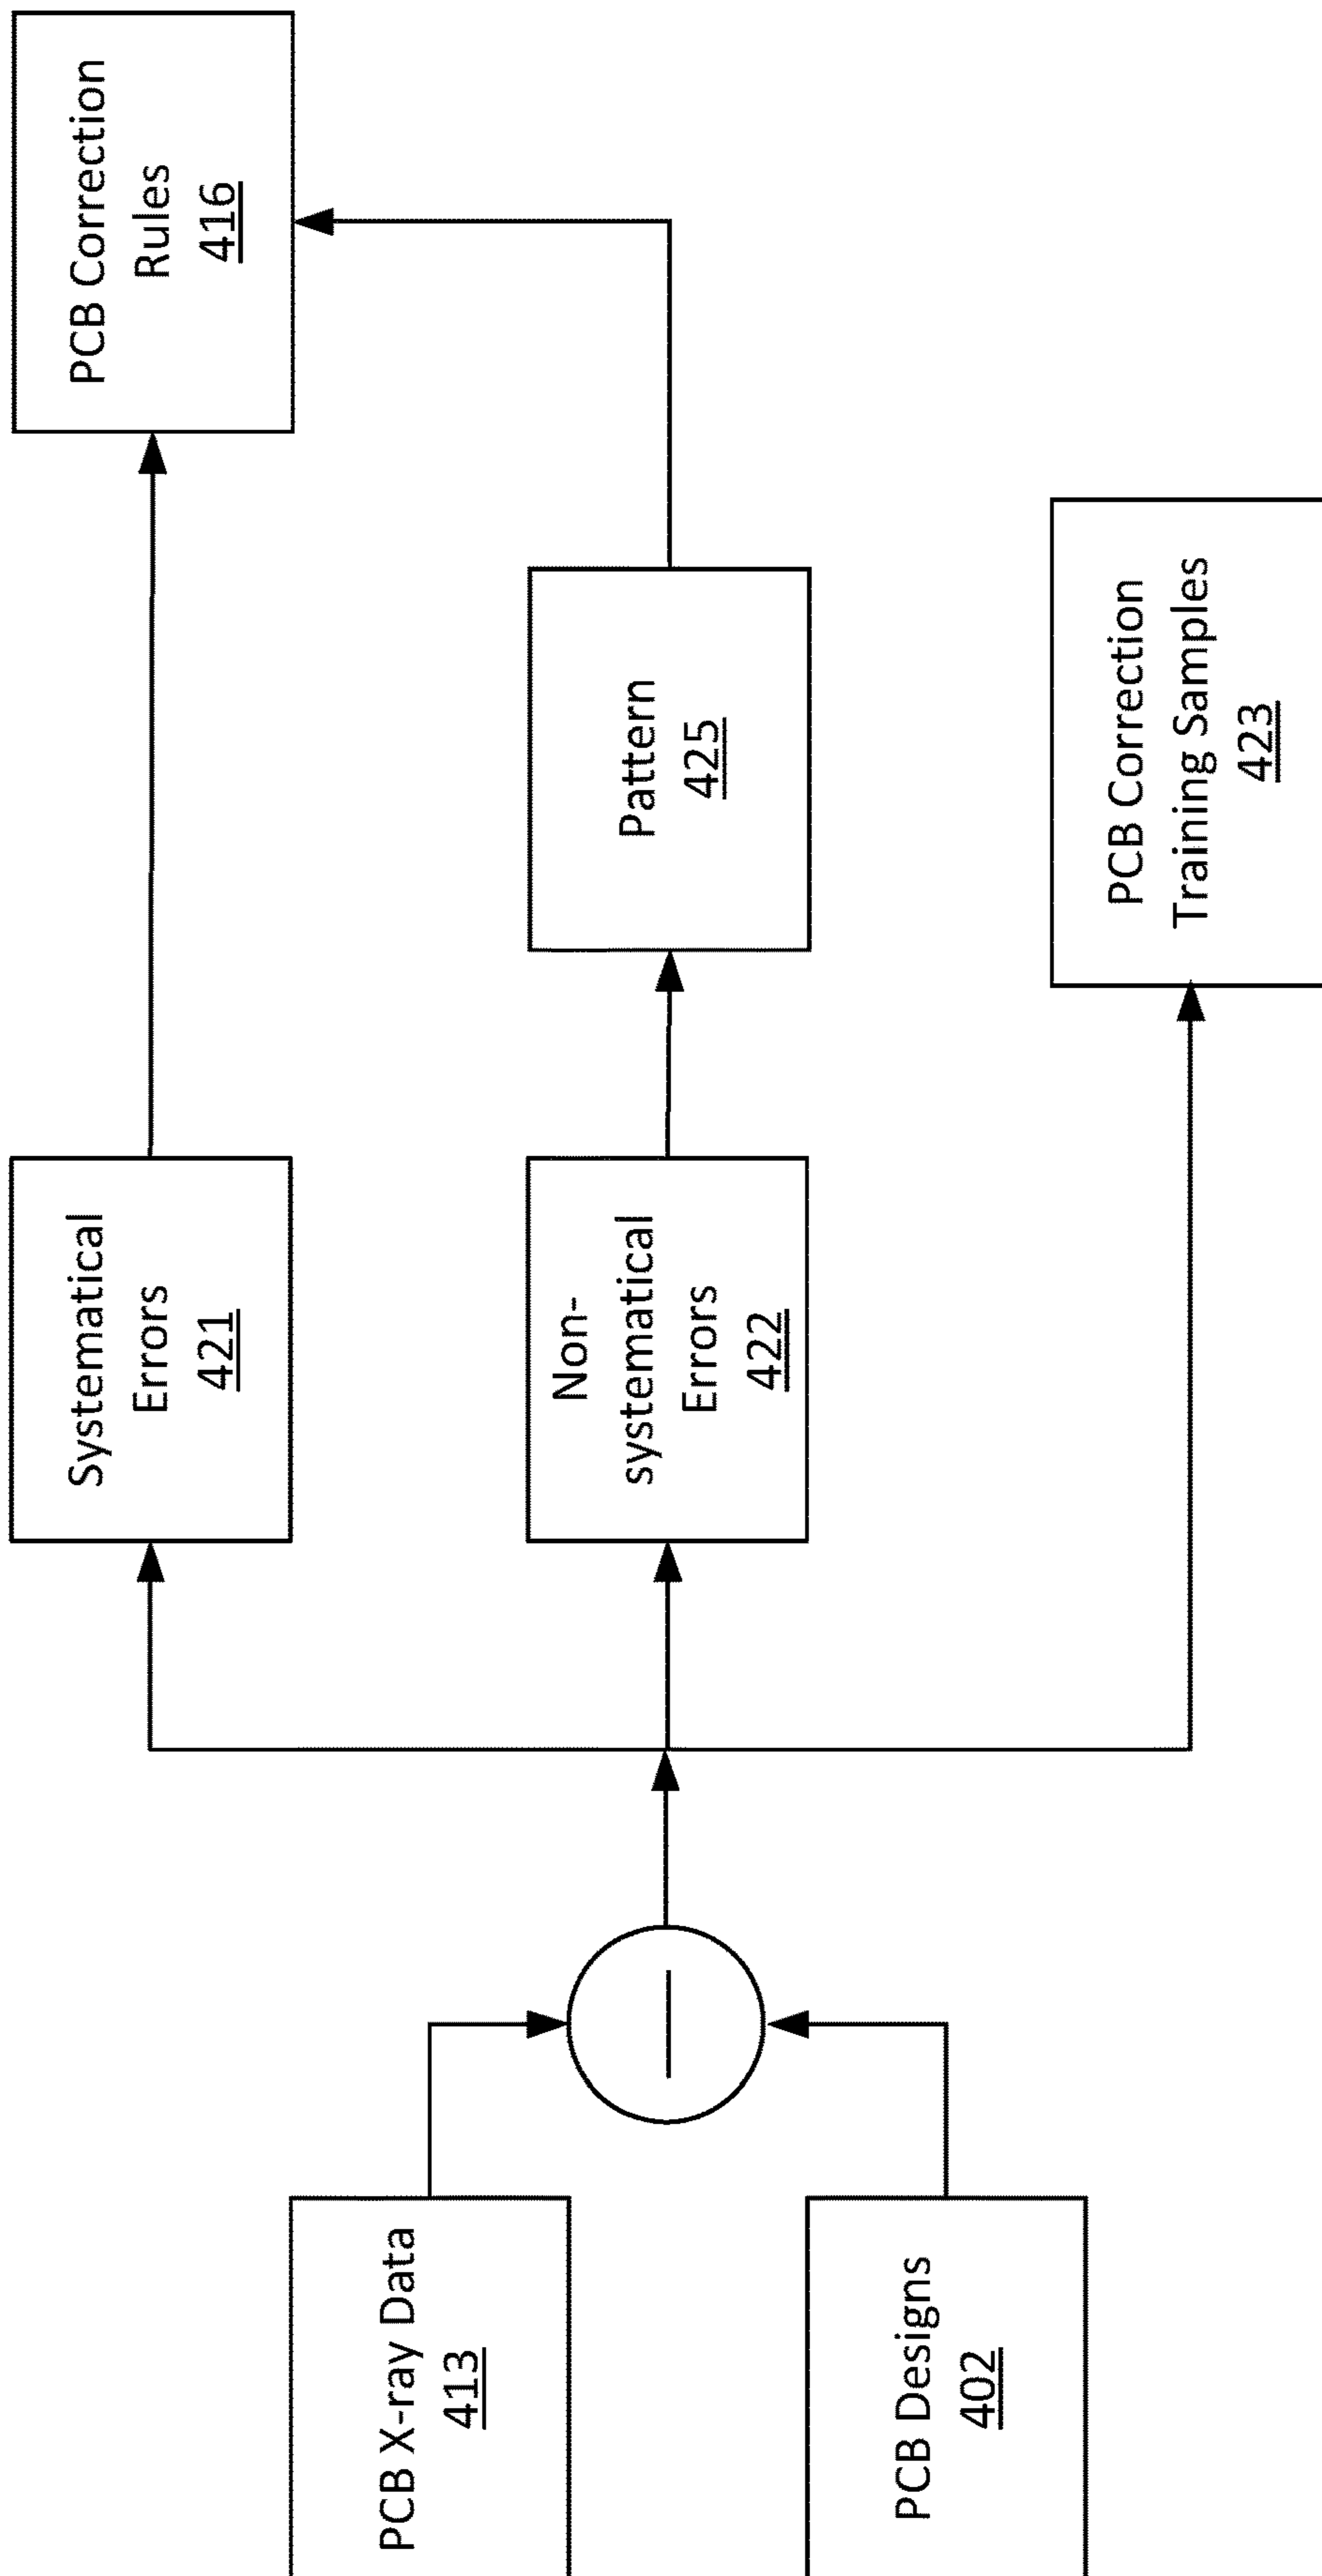 PCB X-ray Data
413
PCB Designs
402
Systematical
Errors
421
Non-
systematical
Errors
422
Pattern
425
PCB Correction
Rules
416
PCB Correction
Training Samples
423